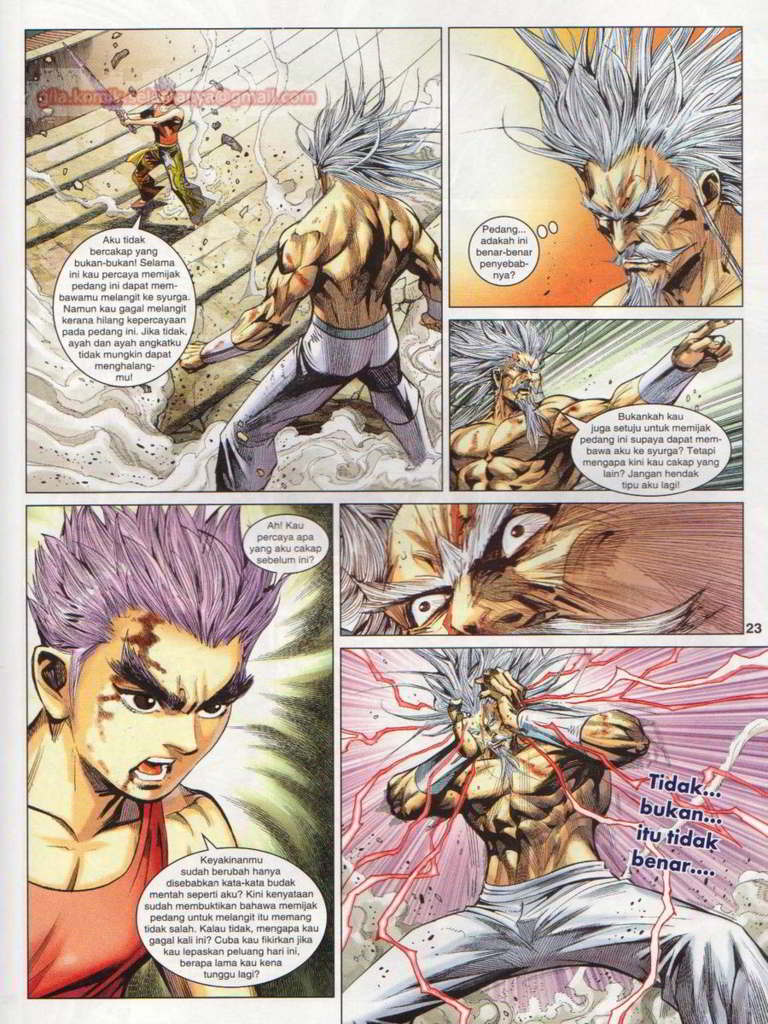 Aku tidak
bercakap yang
bukan-bukan! Selama
ini kau percaya memijak
pedang ini dapat mem-
bawamu melangit ke syurga.
Namun kau gagal melangit
kerana hilang kepercayaan
pada pedang ini. Jika tidak,
ayah dan ayah angkatku
tidak mungkin dapat
menghalang-
mu!
Pedang...
adakah ini
benar-benar
penyebab-
nya?
Bukankah kau
juga setuju untuk memijak
pedang ini supaya dapat mem-
bawa aku ke syurga? Tetapi
mengapa kini kau cakap yang
lain? Jangan hendak
tipu aku lagi!
Ah! Kau
percaya apa
yang aku cakap
sebelum ini?
Keyakinanmu
sudah berubah hanya
disebabkan kata-kata budak
mentah seperti aku? Kini kenyataan
sudah membuktikan bahawa memijak
pedang untuk melangit itu memang
tidak salah. Kalau tidak, mengapa kau
gagal kali ini? Cuba kau fikirkan jika
kau lepaskan peluang hari ini,
berapa lama kau kena
tunggu lagi?
23
Tidak...
bukan...
itu tidak
benar....